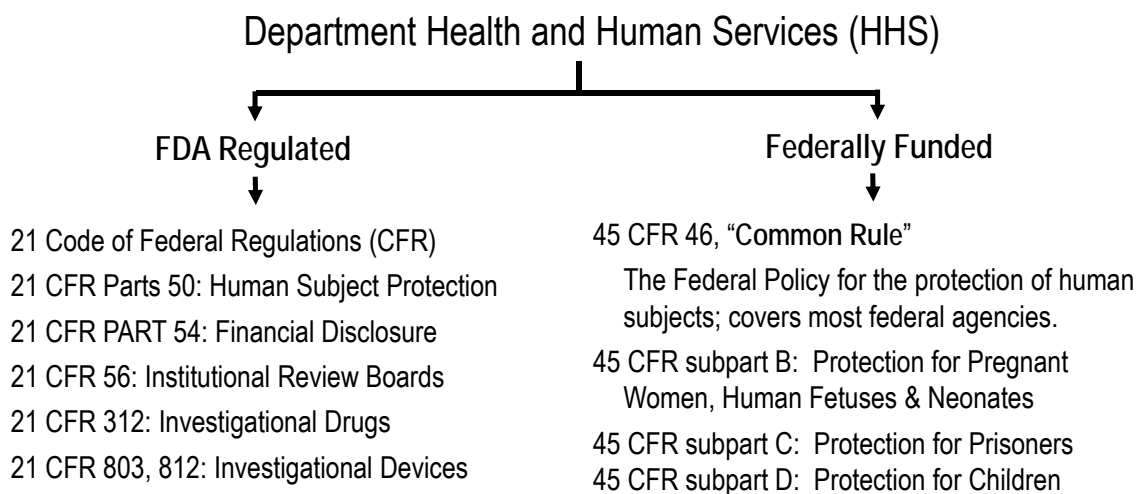 Department Health and Human Services (HHS)
FDA Regulated
21 Code of Federal Regulations (CFR)
21 CFR Parts 50: Human Subject Protection
21 CFR PART 54: Financial Disclosure
21 CFR 56: Institutional Review Boards
21 CFR 312: Investigational Drugs
21 CFR 803, 812: Investigational Devices
Federally Funded
45 CFR 46, “Common Rule”
The Federal Policy for the protection of human
subjects; covers most federal agencies.
45 CFR subpart B: Protection for Pregnant
Women, Human Fetuses & Neonates
45 CFR subpart C: Protection for Prisoners
45 CFR subpart D: Protection for Children